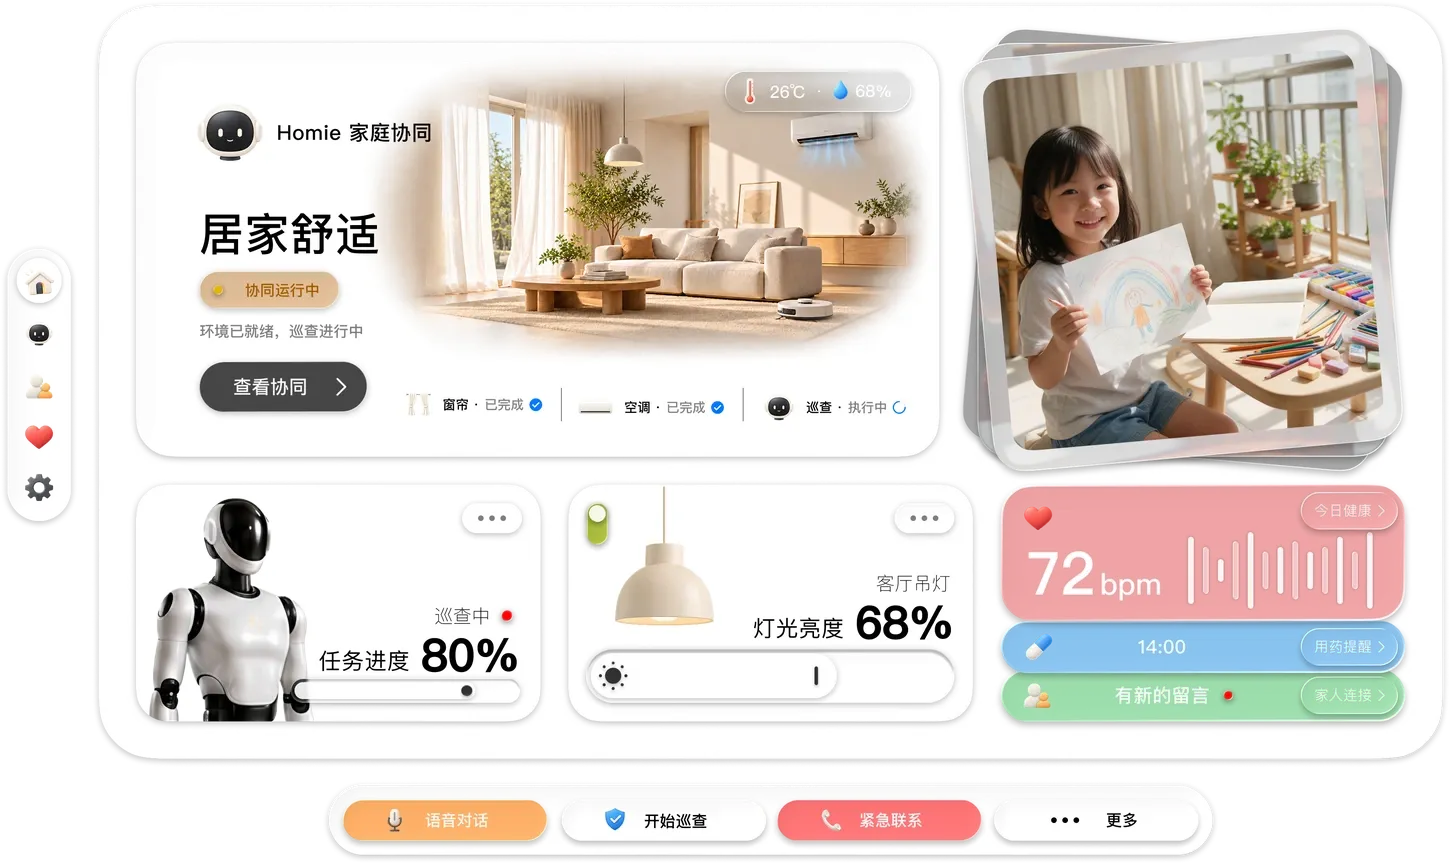 Homie 家庭协同
26℃ · 68%
居家舒适
协同运行中
环境已就绪，巡查进行中
查看协同
窗帘 · 已完成
空调 · 已完成
巡查 · 执行中
巡查中
任务进度 80%
客厅吊灯
灯光亮度 68%
今日健康
72 bpm
14:00
用药提醒
有新的留言
家人连接
语音对话
开始巡查
紧急联系
更多